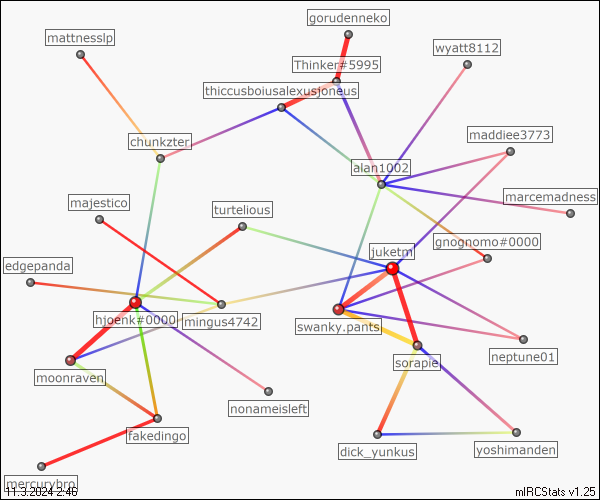 gorudenneko
mattnesslp
wyatt8112
Thinker#5995
thiccusboiusalexusjoneus
maddiee3773
chunkzter
alan1002
marcemadness
majestico
turtelious
gnognomo#0000
juketm
edgepanda
hjoenk#0000
mingus4742
swanky.pants
neptune01
sorapie
moonraven
nonameisleft
fakedingo
dick_yunkus
yoshimanden
mercurybro
11.3.2024 2:46
mIRCStats v1.25